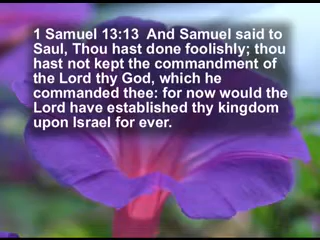 1 Samuel 13:13  And Samuel said to
Saul, Thou hast done foolishly; thou
hast not kept the commandment of
the Lord thy God, which he
commanded thee: for now would the
Lord have established thy kingdom
upon Israel for ever.